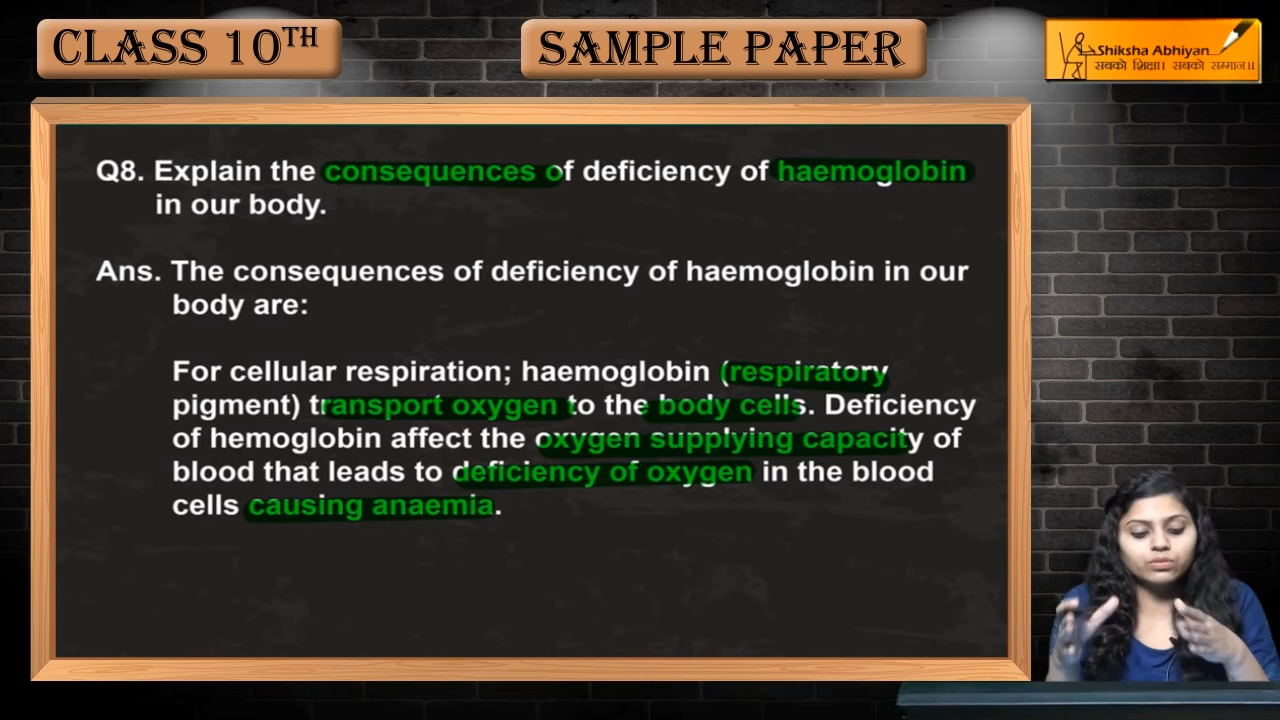 CLASS 10TH
SAMPLE PAPER
Shiksha Abhiyan
सबको शिक्षा। सबको सम्मान।।
Q8. Explain the consequences of deficiency of haemoglobin
in our body.
Ans. The consequences of deficiency of haemoglobin in our
body are:
For cellular respiration; haemoglobin (respiratory
pigment) transport oxygen to the body cells. Deficiency
of hemoglobin affect the oxygen supplying capacity of
blood that leads to deficiency of oxygen in the blood
cells causing anaemia.